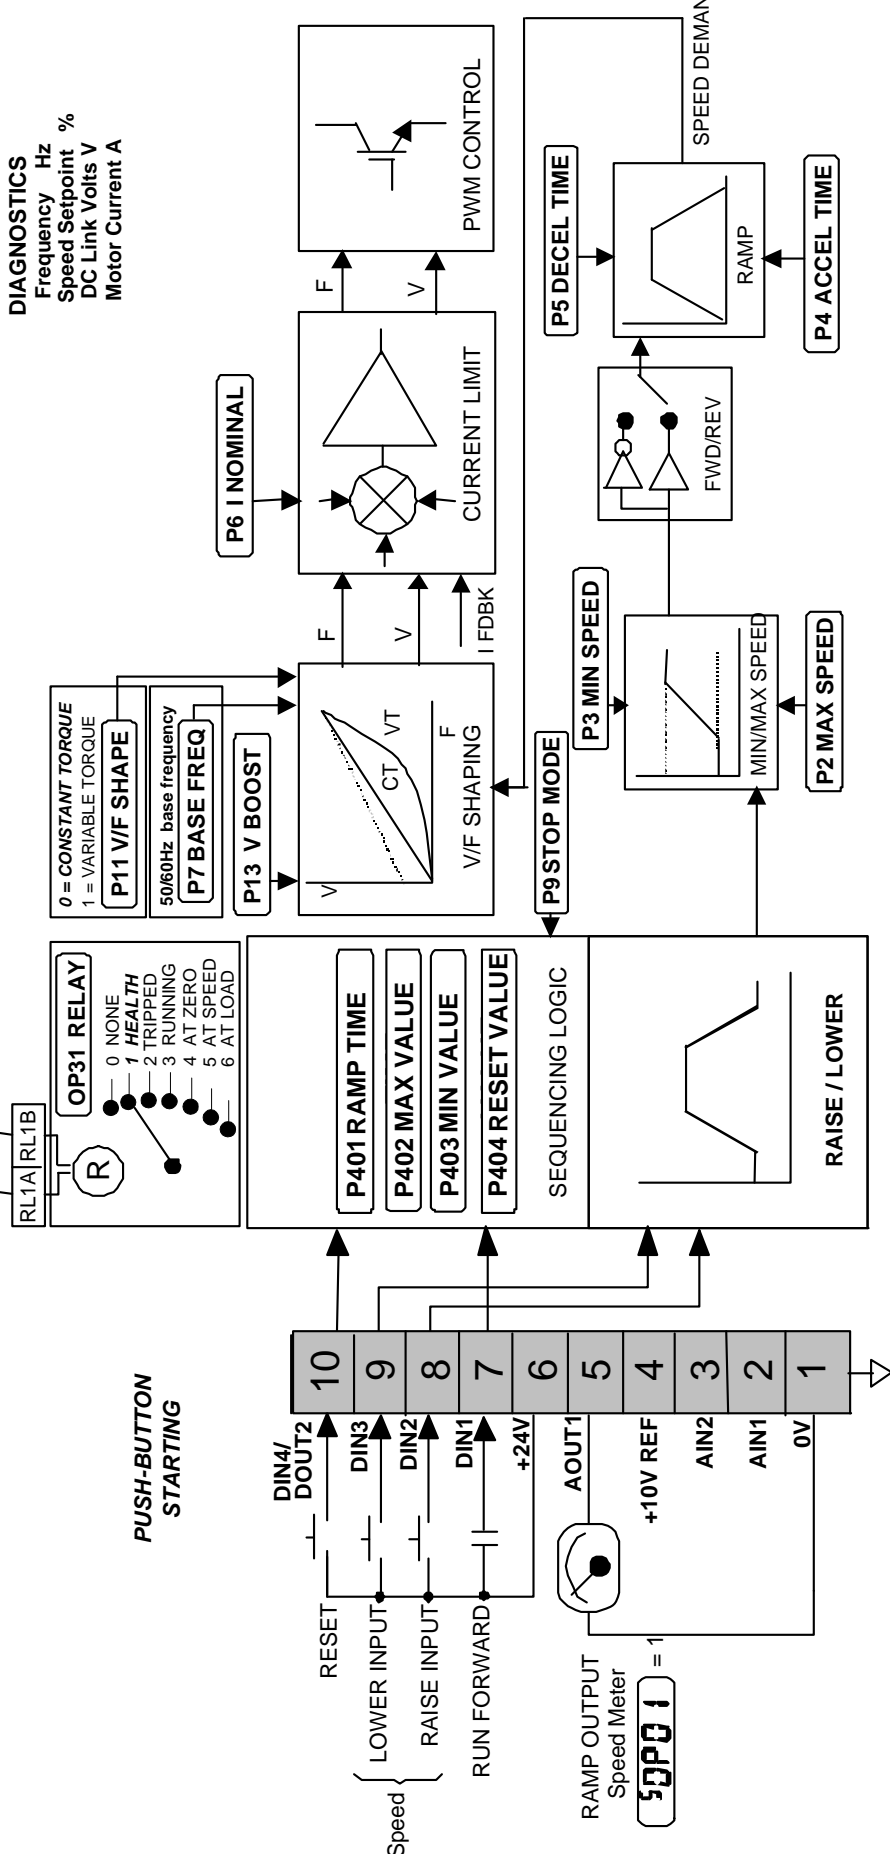 DIAGNOSTICS
Frequency Hz
Speed Setpoint %
DC Link Volts V
Motor Current A
PUSH-BUTTON
STARTING
RL1A RL1B
R
OP31 RELAY
0 NONE
1 HEALTH
2 TRIPPED
3 RUNNING
4 AT ZERO
5 AT SPEED
6 AT LOAD
0 = CONSTANT TORQUE
1 = VARIABLE TORQUE
P11 V/F SHAPE
50/60Hz base frequency
P7 BASE FREQ
P13 V BOOST
V
CT
VT
F
V/F SHAPING
F
V
I FDBK
P6 I NOMINAL
CURRENT LIMIT
F
V
PWM CONTROL
RESET
LOWER INPUT
RAISE INPUT
Speed
RUN FORWARD
RAMP OUTPUT
Speed Meter
= 1
DIN4/
DOUT2
DIN3
DIN2
DIN1
+24V
AOUT1
+10V REF
AIN2
AIN1
0V
10
9
8
7
6
5
4
3
2
1
P401 RAMP TIME
P402 MAX VALUE
P403 MIN VALUE
P404 RESET VALUE
SEQUENCING LOGIC
P9 STOP MODE
RAISE / LOWER
P3 MIN SPEED
MIN/MAX SPEED
P2 MAX SPEED
FWD/REV
P5 DECEL TIME
RAMP
P4 ACCEL TIME
SPEED DEMAN